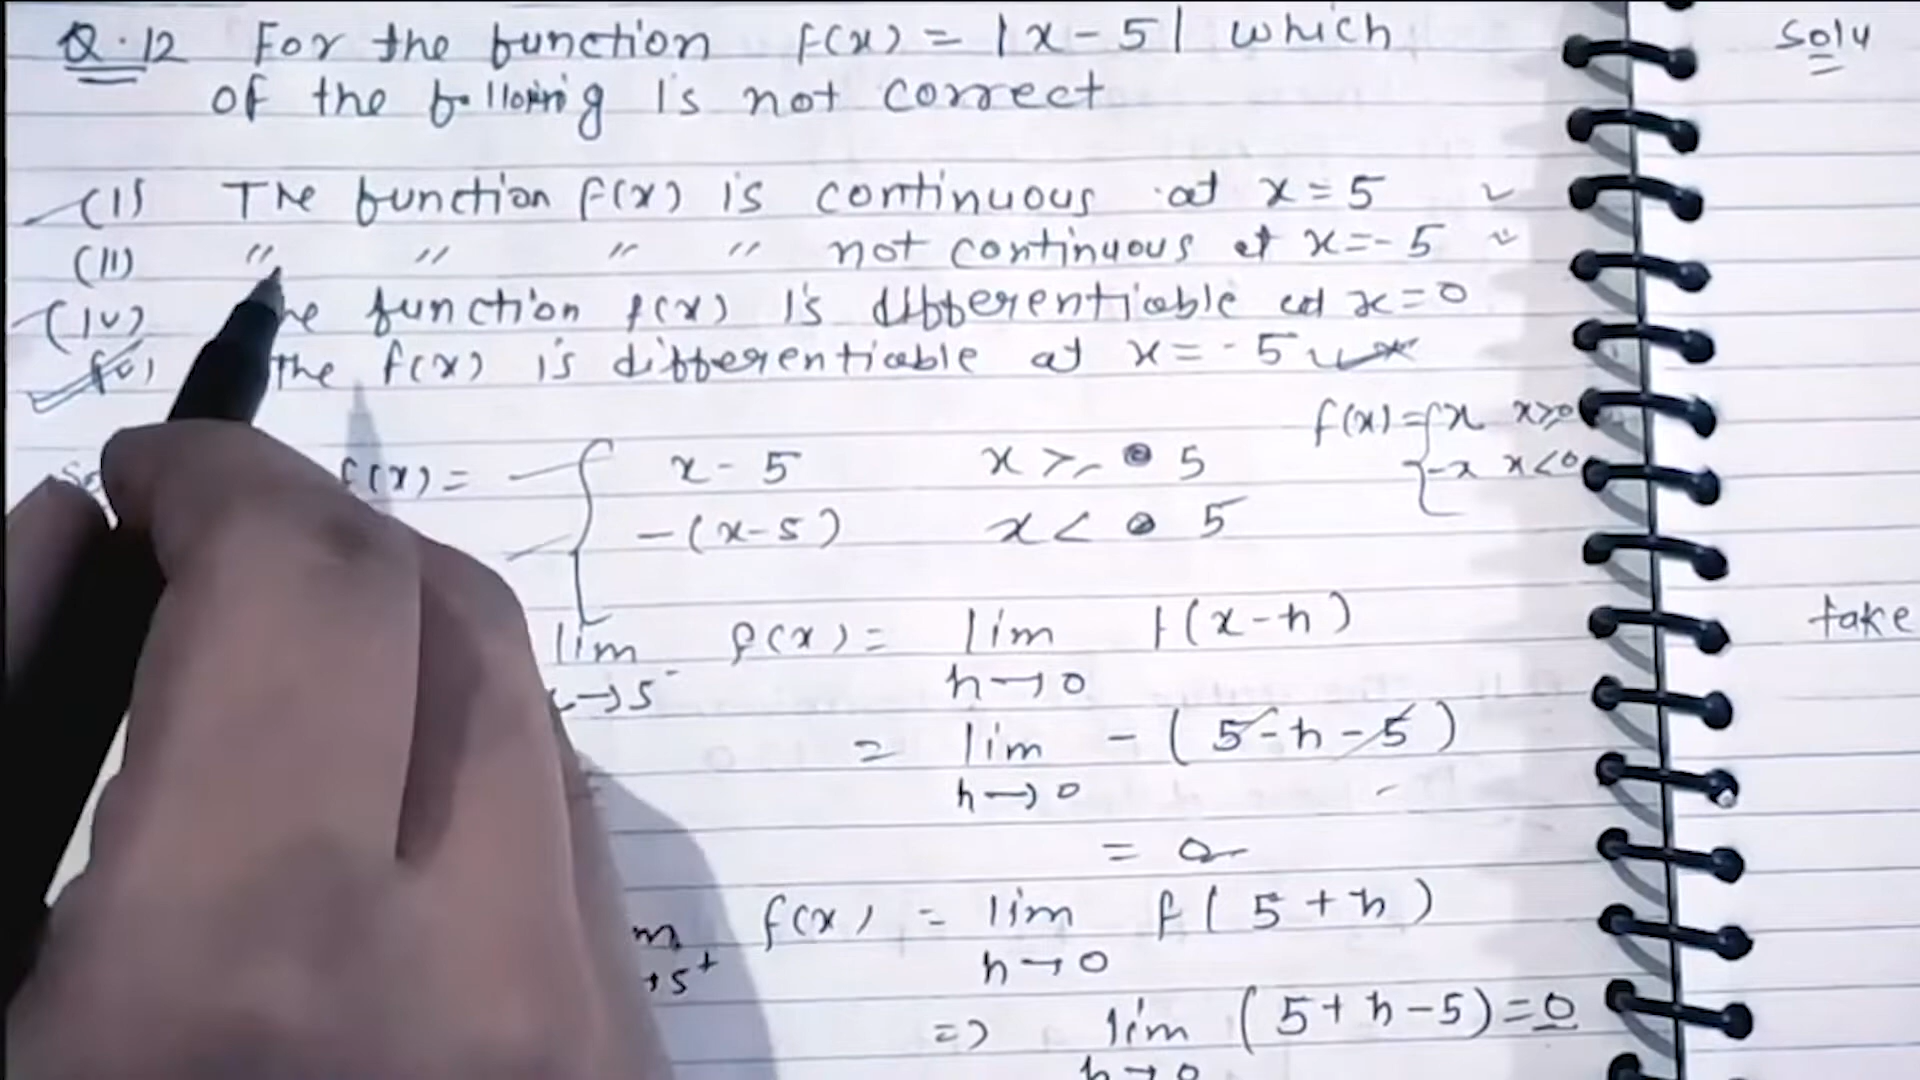 Q.12 For the function f(x) = |x-5| which
of the following is not correct
(I) The function f(x) is continuous at x = 5
(II) " " " " not continuous at x = -5
(IV) function f(x) is differentiable at x = 0
The f(x) is differentiable at x = -5
f(x) = { x x ≥ 0
-x x < 0
f(x) = { x - 5 x ≥ 5
-(x-5) x < 5
lim f(x) = lim f(x-h)
→5⁻ h→0
= lim -(5-h-5)
h→0
= 0
f(x) = lim f(5+h)
→5⁺ h→0
=> lim (5+h-5) = 0
h→0
Solu
take